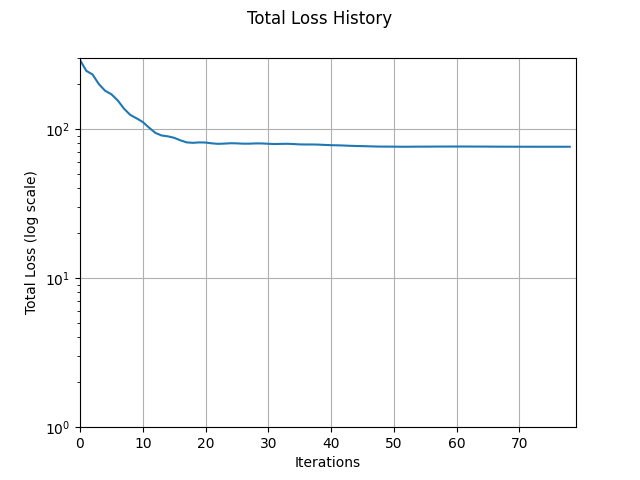 Total Loss History
Total Loss (log scale)
10²
10¹
10⁰
0 10 20 30 40 50 60 70
Iterations